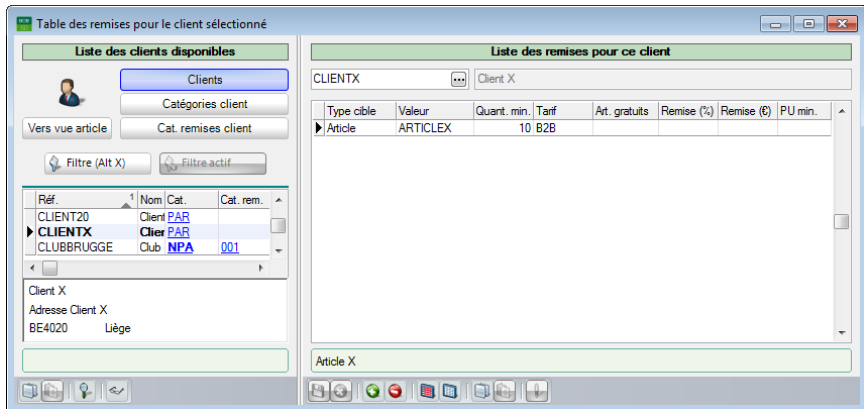 Table des remises pour le client sélectionné
Liste des clients disponibles
Clients
Catégories client
Vers vue article
Cat. remises client
Filtre (Alt X)
Filtre actif
Réf. 1 Nom Cat. Cat. rem.
CLIENT20 Client PAR
CLIENTX Clier PAR
CLUBBRUGGE Club NPA 001
Client X
Adresse Client X
BE4020 Liège
Liste des remises pour ce client
CLIENTX ... Client X
Type cible Valeur Quant. min. Tarif Art. gratuits Remise (%) Remise (€) PU min.
Article ARTICLEX 10 B2B
Article X